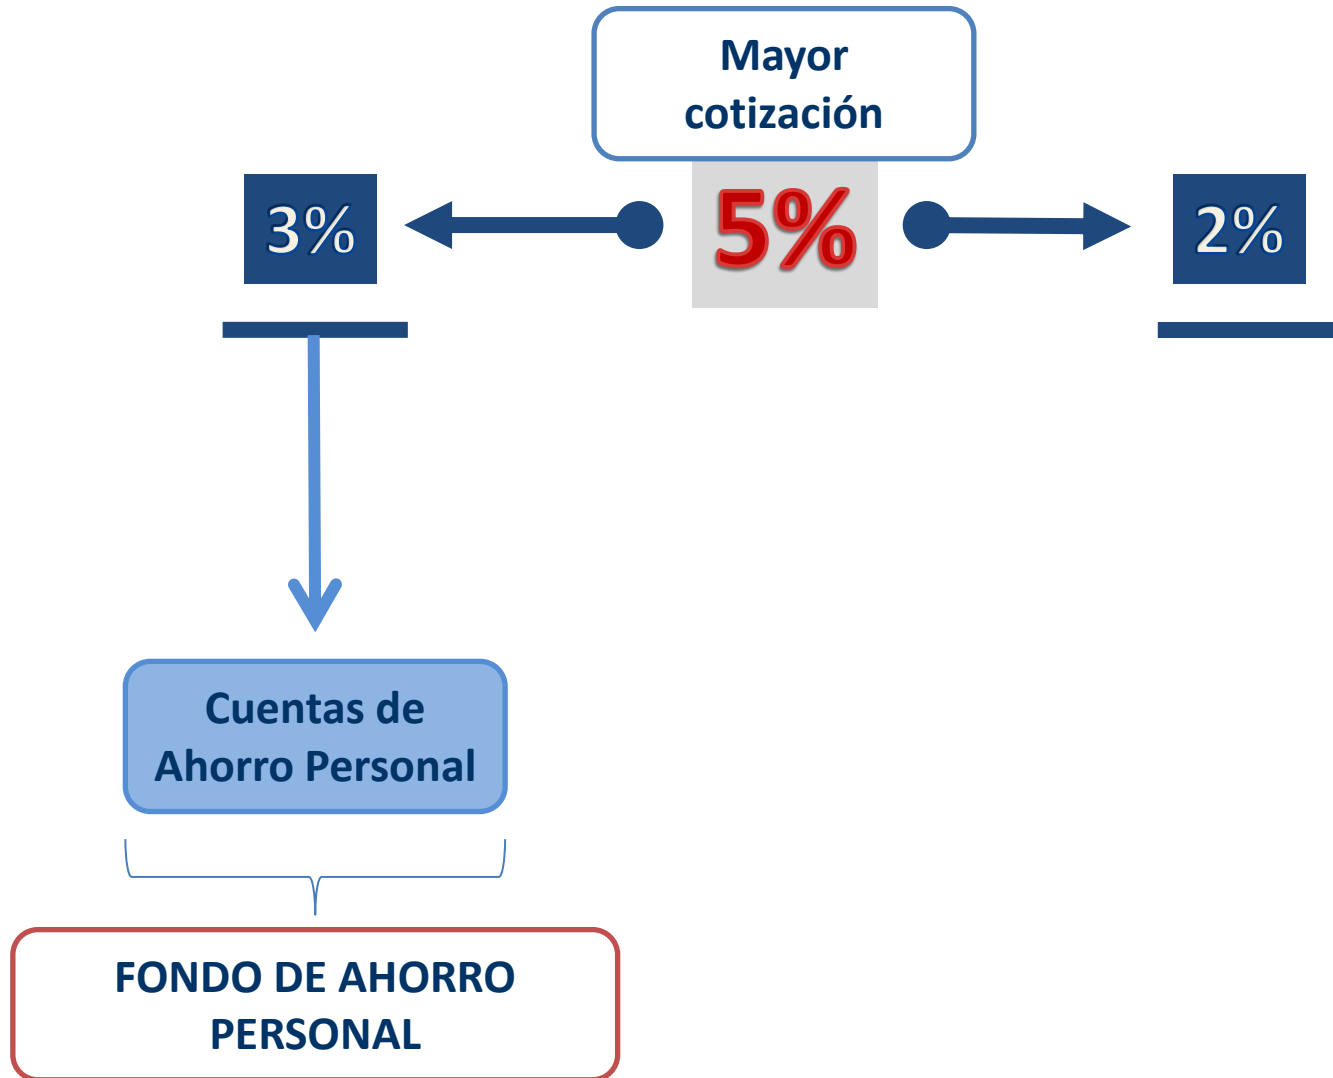 Mayor
cotización
3%
5%
2%
Cuentas de
Ahorro Personal
FONDO DE AHORRO
PERSONAL